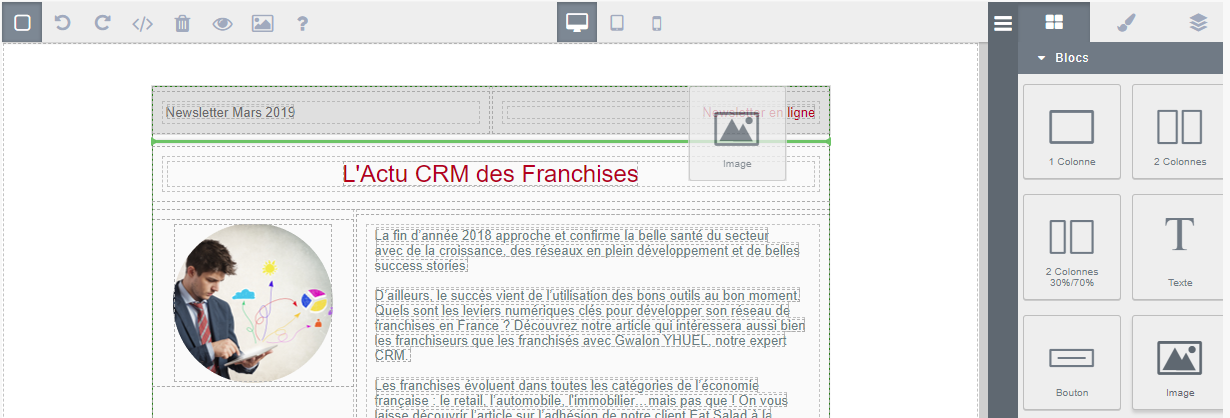 Blocs
Newsletter Mars 2019
Newsletter en ligne
Image
L'Actu CRM des Franchises
La fin d'année 2018 approche et confirme la belle santé du secteur
avec de la croissance, des réseaux en plein développement et de belles
success stories.
D'ailleurs, le succès vient de l'utilisation des bons outils au bon moment.
Quels sont les leviers numériques clés pour développer son réseau de
franchises en France ? Découvrez notre article qui intéressera aussi bien
les franchiseurs que les franchisés avec Gwalon YHUEL, notre expert
CRM.
Les franchises évoluent dans toutes les catégories de l'économie
française : le retail, l'automobile, l'immobilier... mais pas que ! On vous
laisse découvrir l'article sur l'adhésion de notre client Eat Salad à la
1 Colonne
2 Colonnes
2 Colonnes
30%/70%
Texte
Bouton
Image